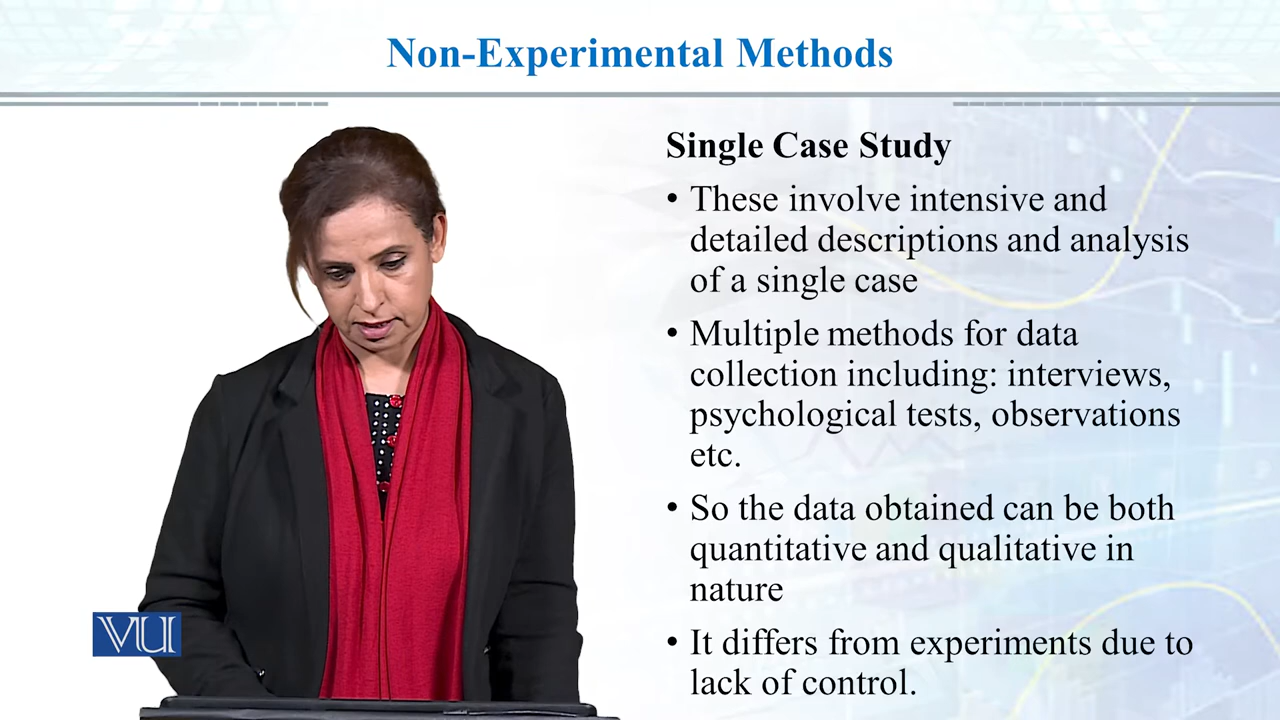 Non-Experimental Methods
Single Case Study
• These involve intensive and
detailed descriptions and analysis
of a single case
• Multiple methods for data
collection including: interviews,
psychological tests, observations
etc.
• So the data obtained can be both
quantitative and qualitative in
nature
• It differs from experiments due to
lack of control.
VU